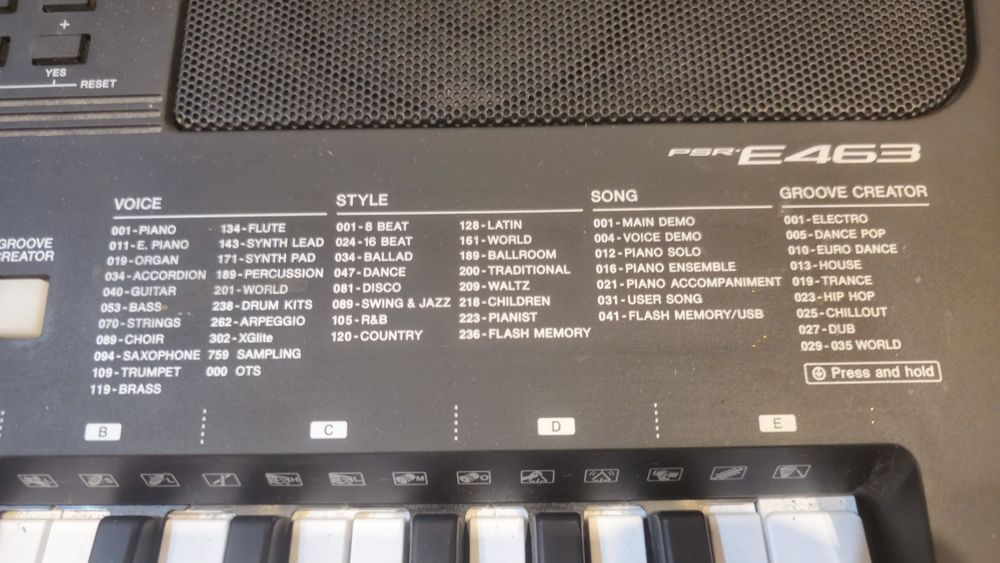 +
YES
RESET
PSR-E463
GROOVE
CREATOR
VOICE
001-PIANO
011-E. PIANO
019-ORGAN
034-ACCORDION
040-GUITAR
053-BASS
070-STRINGS
089-CHOIR
094-SAXOPHONE
109-TRUMPET
119-BRASS
134-FLUTE
143-SYNTH LEAD
171-SYNTH PAD
189-PERCUSSION
201-WORLD
238-DRUM KITS
262-ARPEGGIO
302-XGlite
759 SAMPLING
000 OTS
STYLE
001-8 BEAT
024-16 BEAT
034-BALLAD
047-DANCE
081-DISCO
089-SWING & JAZZ
105-R&B
120-COUNTRY
128-LATIN
161-WORLD
189-BALLROOM
200-TRADITIONAL
209-WALTZ
218-CHILDREN
223-PIANIST
236-FLASH MEMORY
SONG
001-MAIN DEMO
004-VOICE DEMO
012-PIANO SOLO
016-PIANO ENSEMBLE
021-PIANO ACCOMPANIMENT
031-USER SONG
041-FLASH MEMORY/USB
GROOVE CREATOR
001-ELECTRO
005-DANCE POP
010-EURO DANCE
013-HOUSE
019-TRANCE
023-HIP HOP
025-CHILLOUT
027-DUB
029-035 WORLD
Press and hold
B
C
D
E